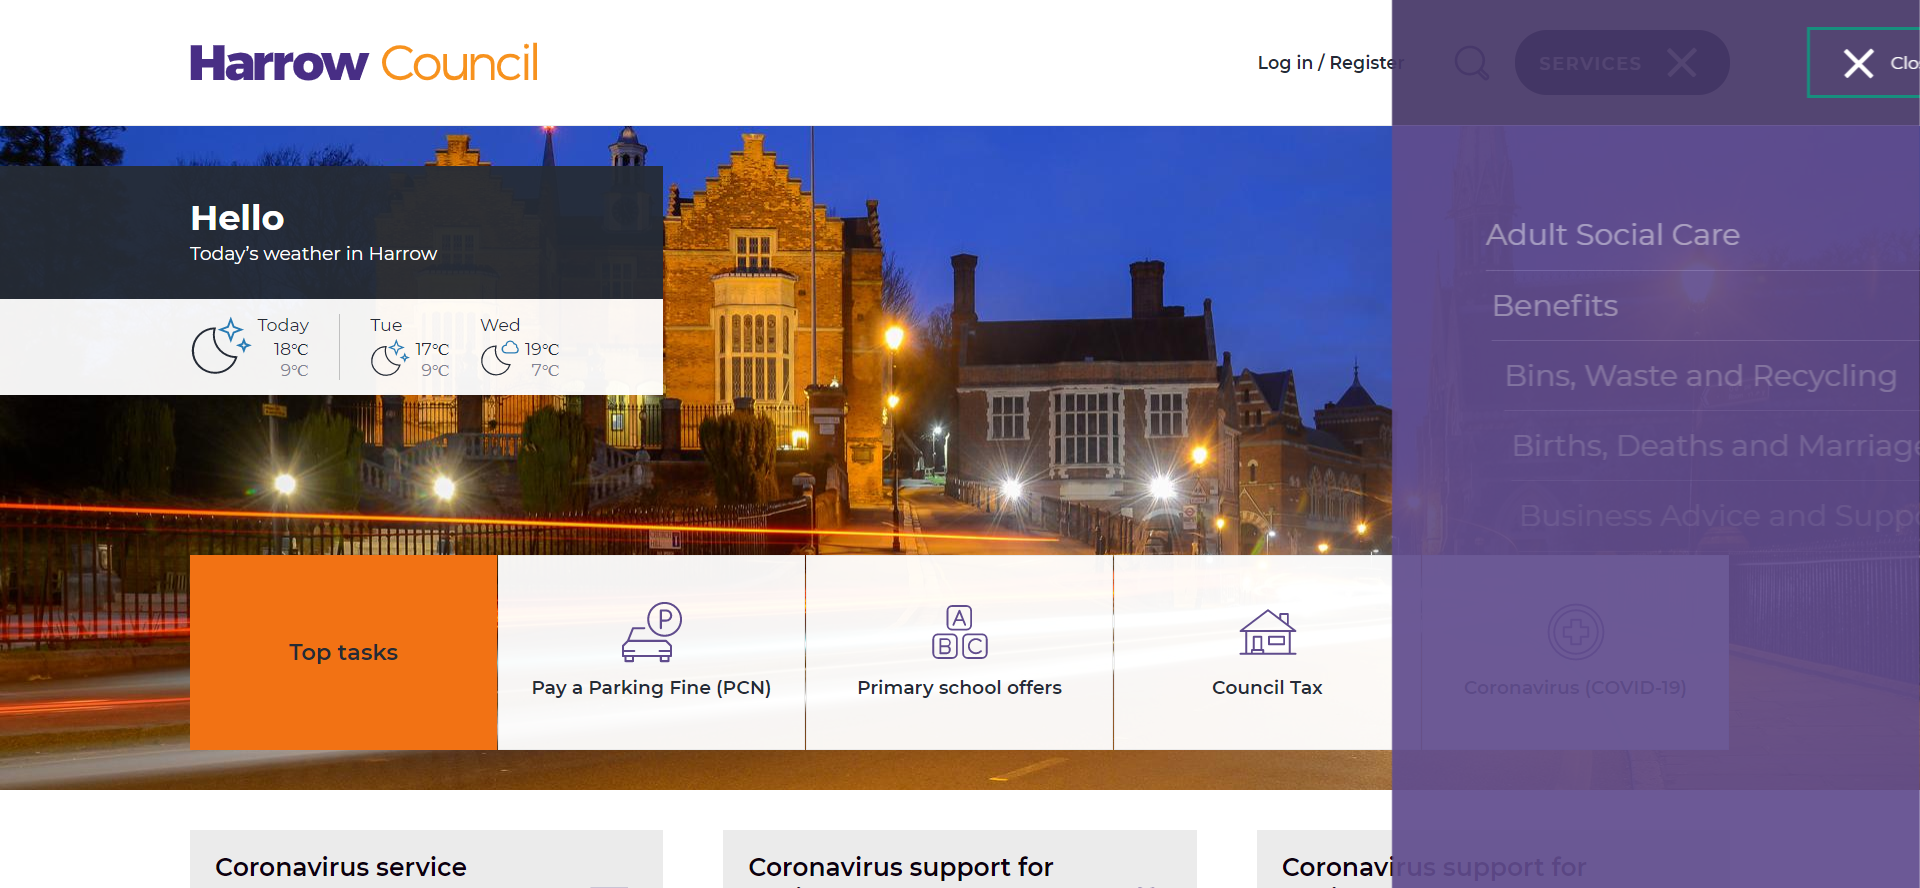 Harrow Council
Log in / Register
SERVICES
Clo
Hello
Today's weather in Harrow
Today
18°C
9°C
Tue
17°C
9°C
Wed
19°C
7°C
Adult Social Care
Benefits
Bins, Waste and Recycling
Births, Deaths and Marriage
Business Advice and Suppo
Top tasks
P
Pay a Parking Fine (PCN)
A
B C
Primary school offers
Council Tax
Coronavirus (COVID-19)
Coronavirus service
Coronavirus support for
Coronavirus support for